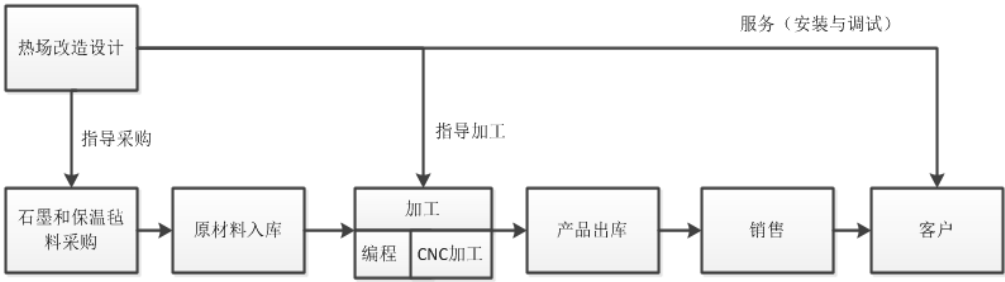 服务（安装与调试）
热场改造设计
指导采购
指导加工
石墨和保温毡
料采购
原材料入库
加工
编程
CNC加工
产品出库
销售
客户